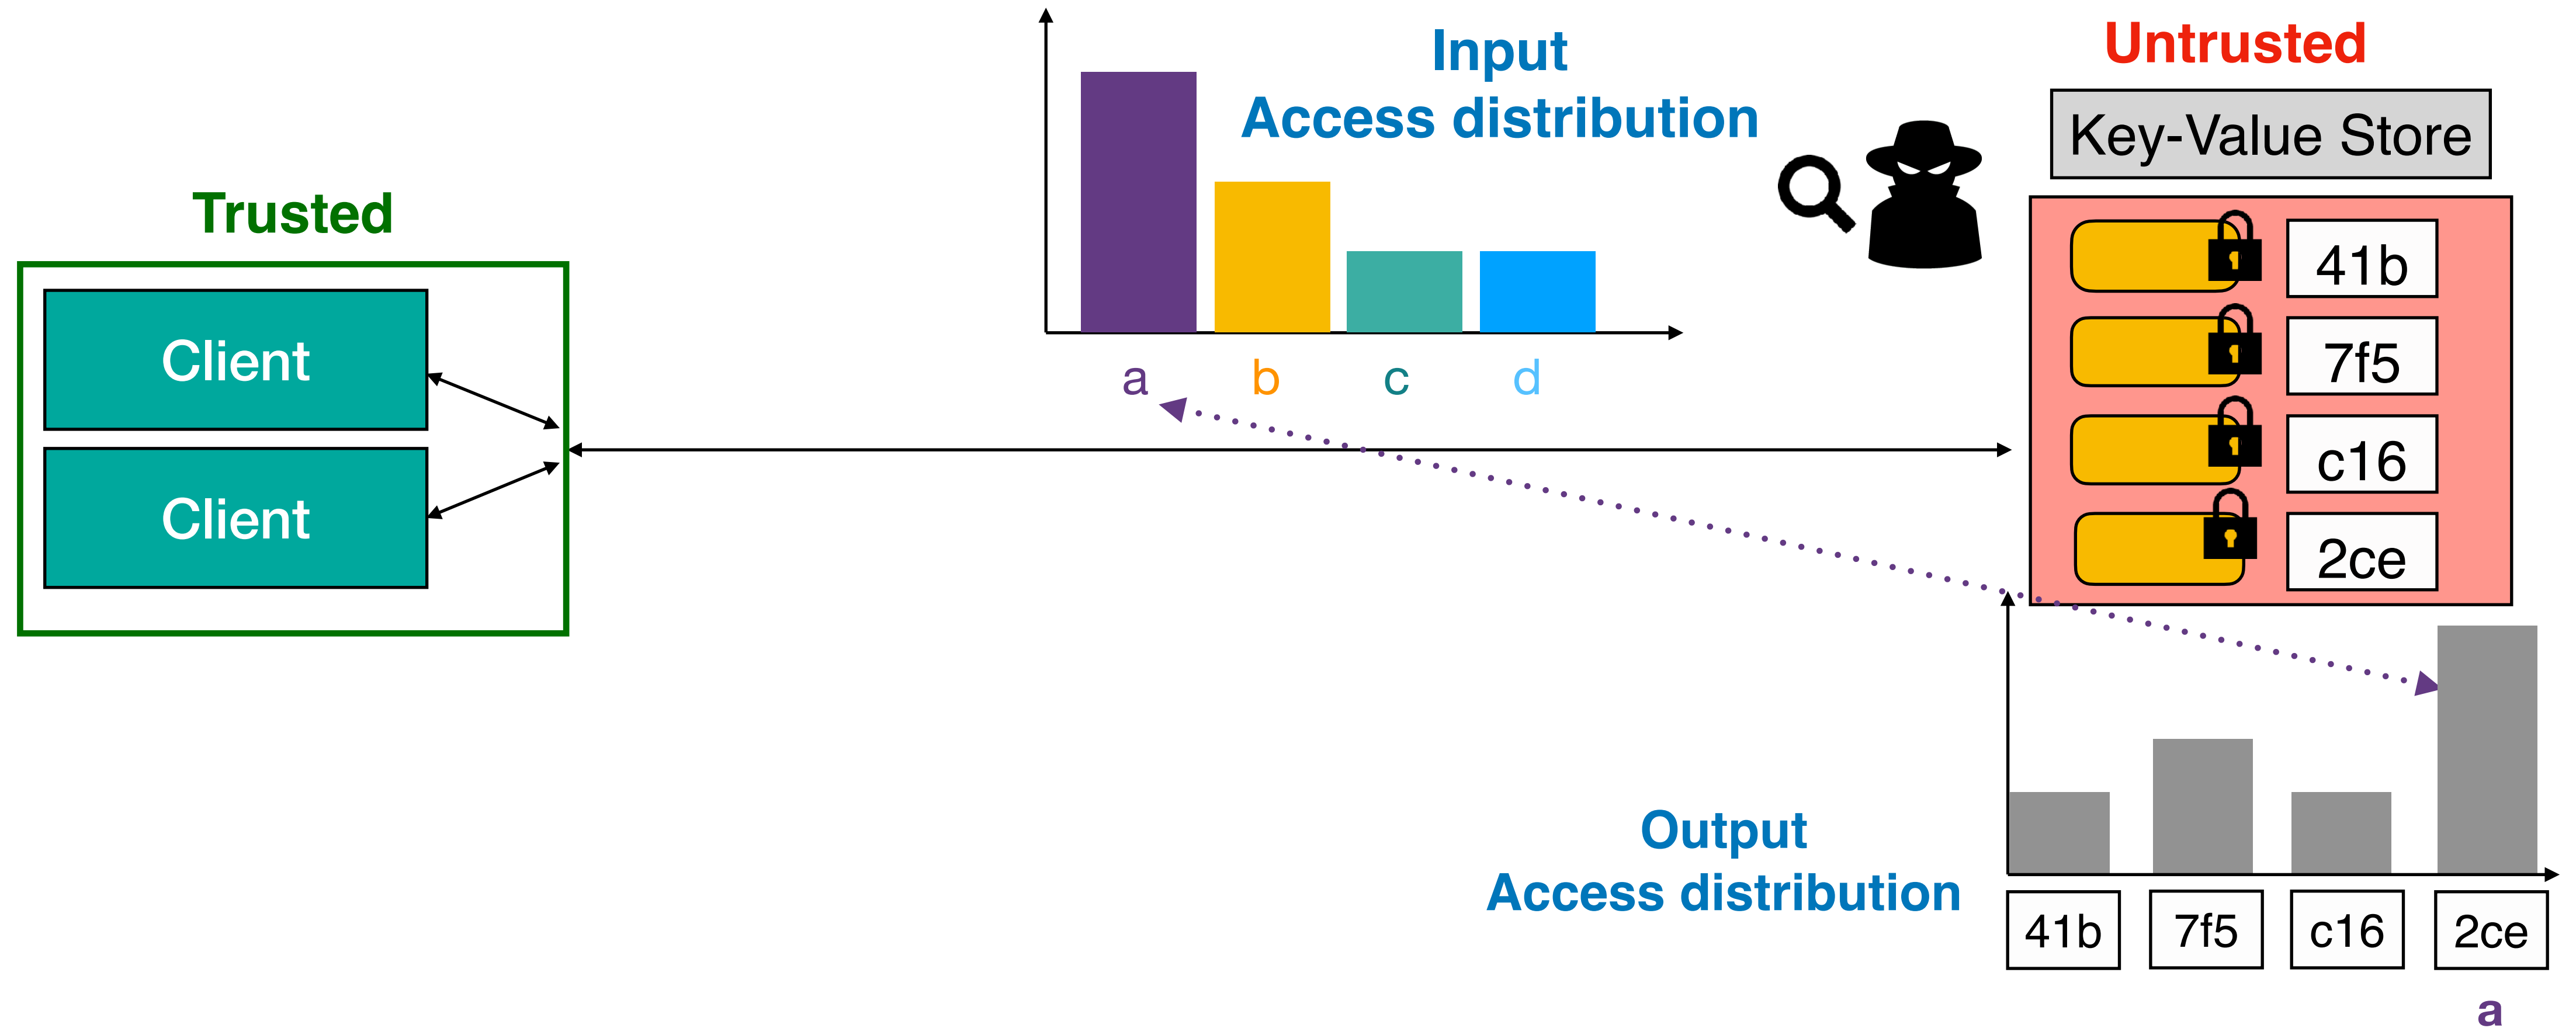 Input
Access distribution
Untrusted
Key-Value Store
Trusted
Client
Client
a b c d
41b
7f5
c16
2ce
Output
Access distribution
41b 7f5 c16 2ce
a